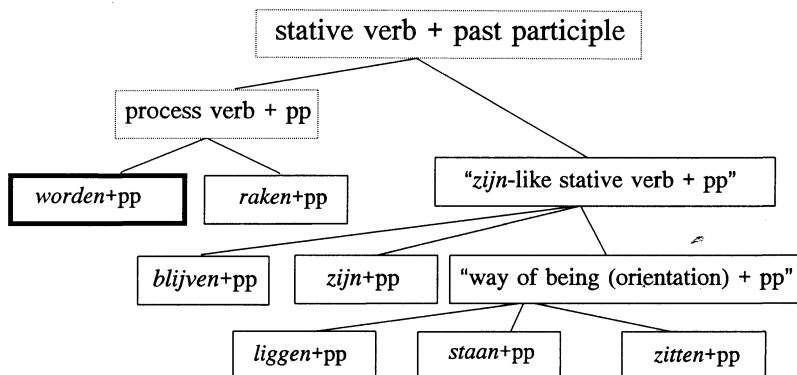 stative verb + past participle
process verb + pp
worden+pp
raken+pp
"zijn-like stative verb + pp"
blijven+pp
zijn+pp
"way of being (orientation) + pp"
liggen+pp
staan+pp
zitten+pp